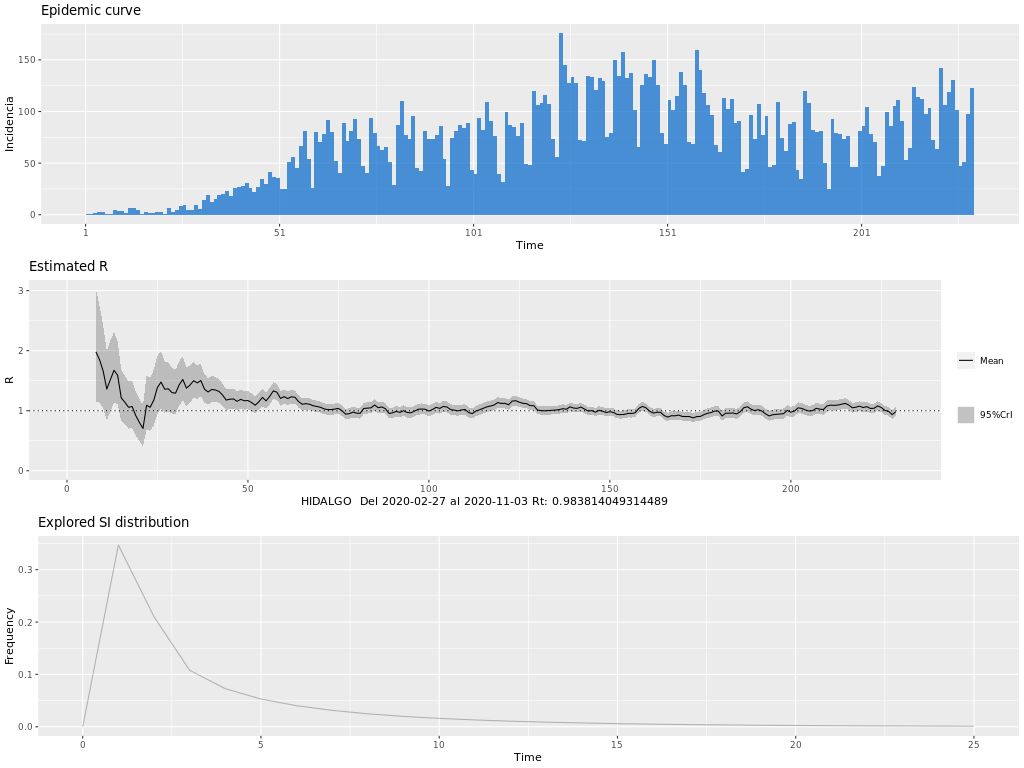 Epidemic curve
Incidencia
150
100
50
0
1
51
101
151
201
Time
Estimated R
R
3
2
1
0
0
50
100
150
200
Mean
95%CrI
HIDALGO  Del 2020-02-27 al 2020-11-03 Rt: 0.983814049314489
Explored SI distribution
Frequency
0.3
0.2
0.1
0.0
0
5
10
15
20
25
Time